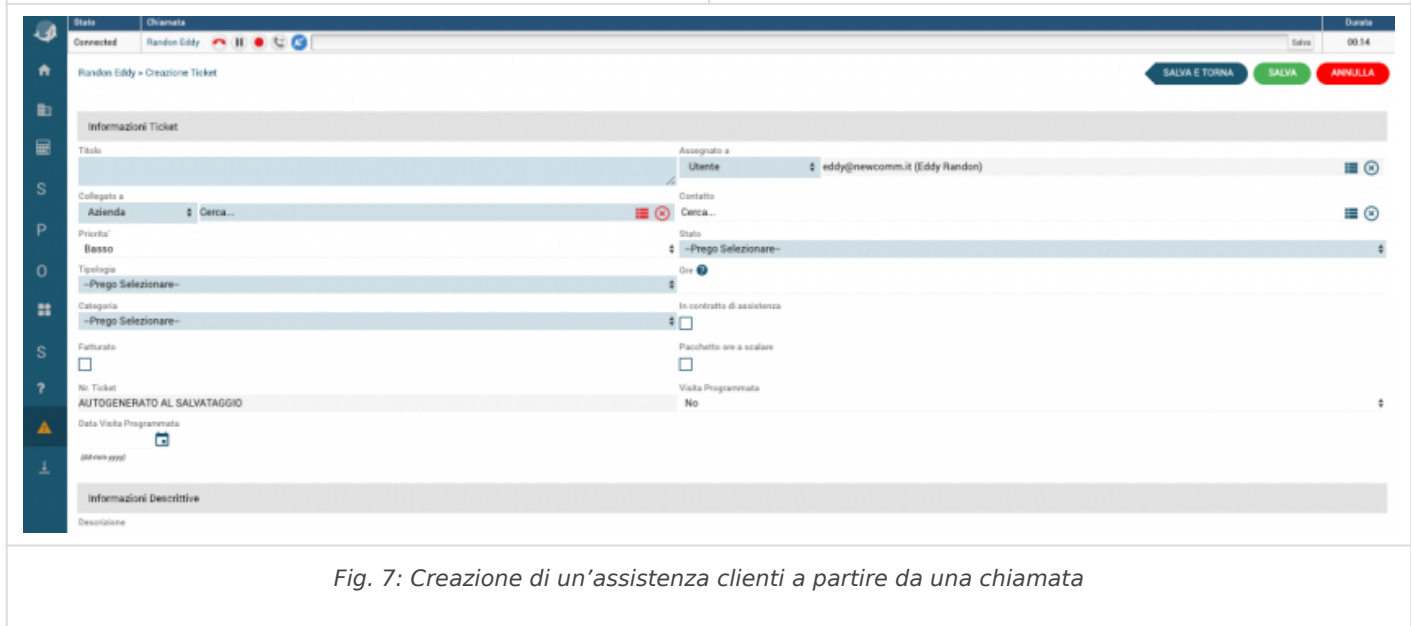 Stato Chiamata Durata
Connected Randon Eddy Salva 00:14
Randon Eddy » Creazione Ticket SALVA E TORNA SALVA ANNULLA
Informazioni Ticket
Titolo Assegnato a
Utente eddy@newcomm.it (Eddy Randon)
Collegato a Contatto
Azienda Cerca... Cerca...
Priorita' Stato
Basso --Prego Selezionare--
Tipologia Ore ?
--Prego Selezionare--
Categoria In contratto di assistenza
--Prego Selezionare--
Fatturato Pacchetto ore a scalare
Nr. Ticket Visita Programmata
AUTOGENERATO AL SALVATAGGIO No
Data Visita Programmata
(dd-mm-yyyy)
Informazioni Descrittive
Descrizione
S
P
O
S
?
Fig. 7: Creazione di un’assistenza clienti a partire da una chiamata